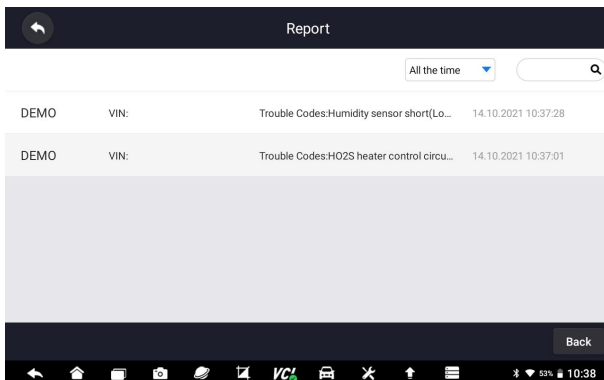 Report
All the time
DEMO VIN: Trouble Codes:Humidity sensor short(Lo... 14.10.2021 10:37:28
DEMO VIN: Trouble Codes:HO2S heater control circu... 14.10.2021 10:37:01
Back
VCI 53% 10:38